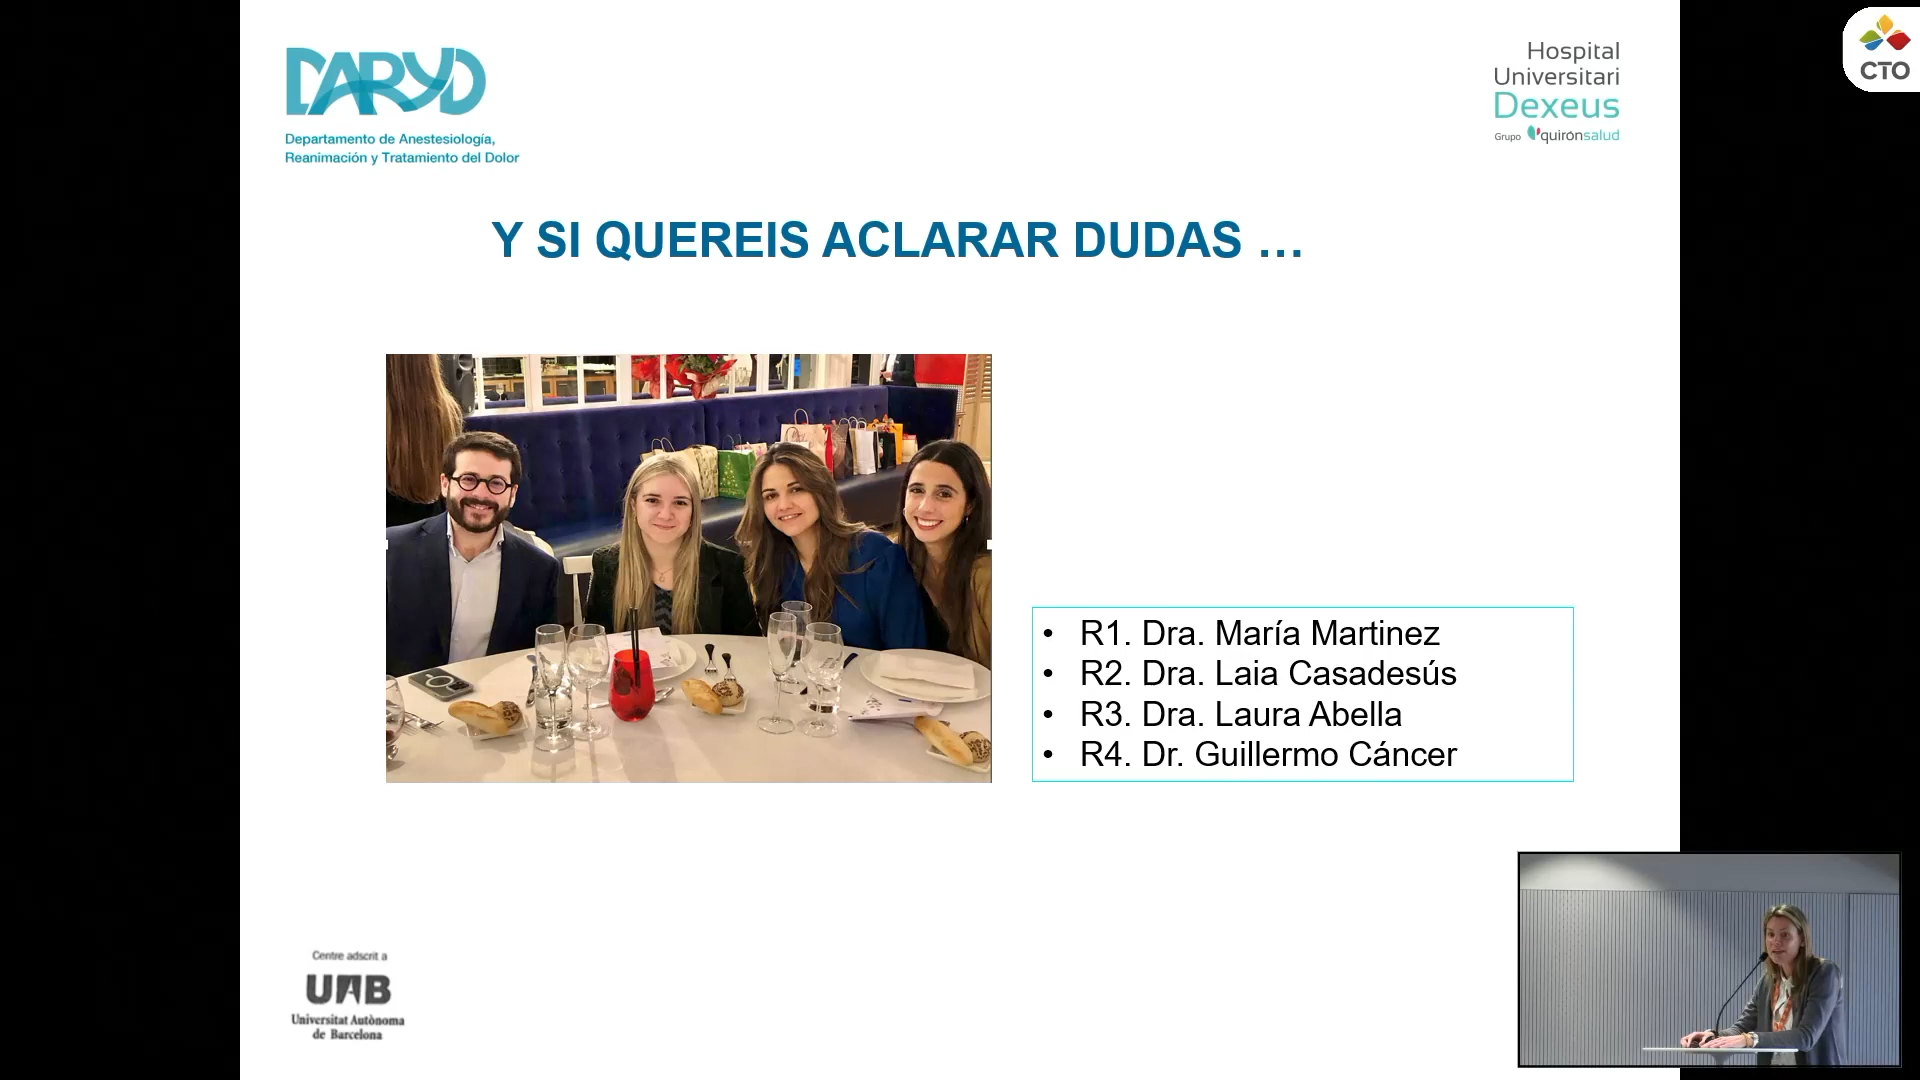 DARYD
Departamento de Anestesiología,
Reanimación y Tratamiento del Dolor
Hospital
Universitari
Dexeus
Grupo quirónsalud
CTO
Y SI QUEREIS ACLARAR DUDAS …
• R1. Dra. María Martinez
• R2. Dra. Laia Casadesús
• R3. Dra. Laura Abella
• R4. Dr. Guillermo Cáncer
Centre adscrit a
UAB
Universitat Autònoma
de Barcelona